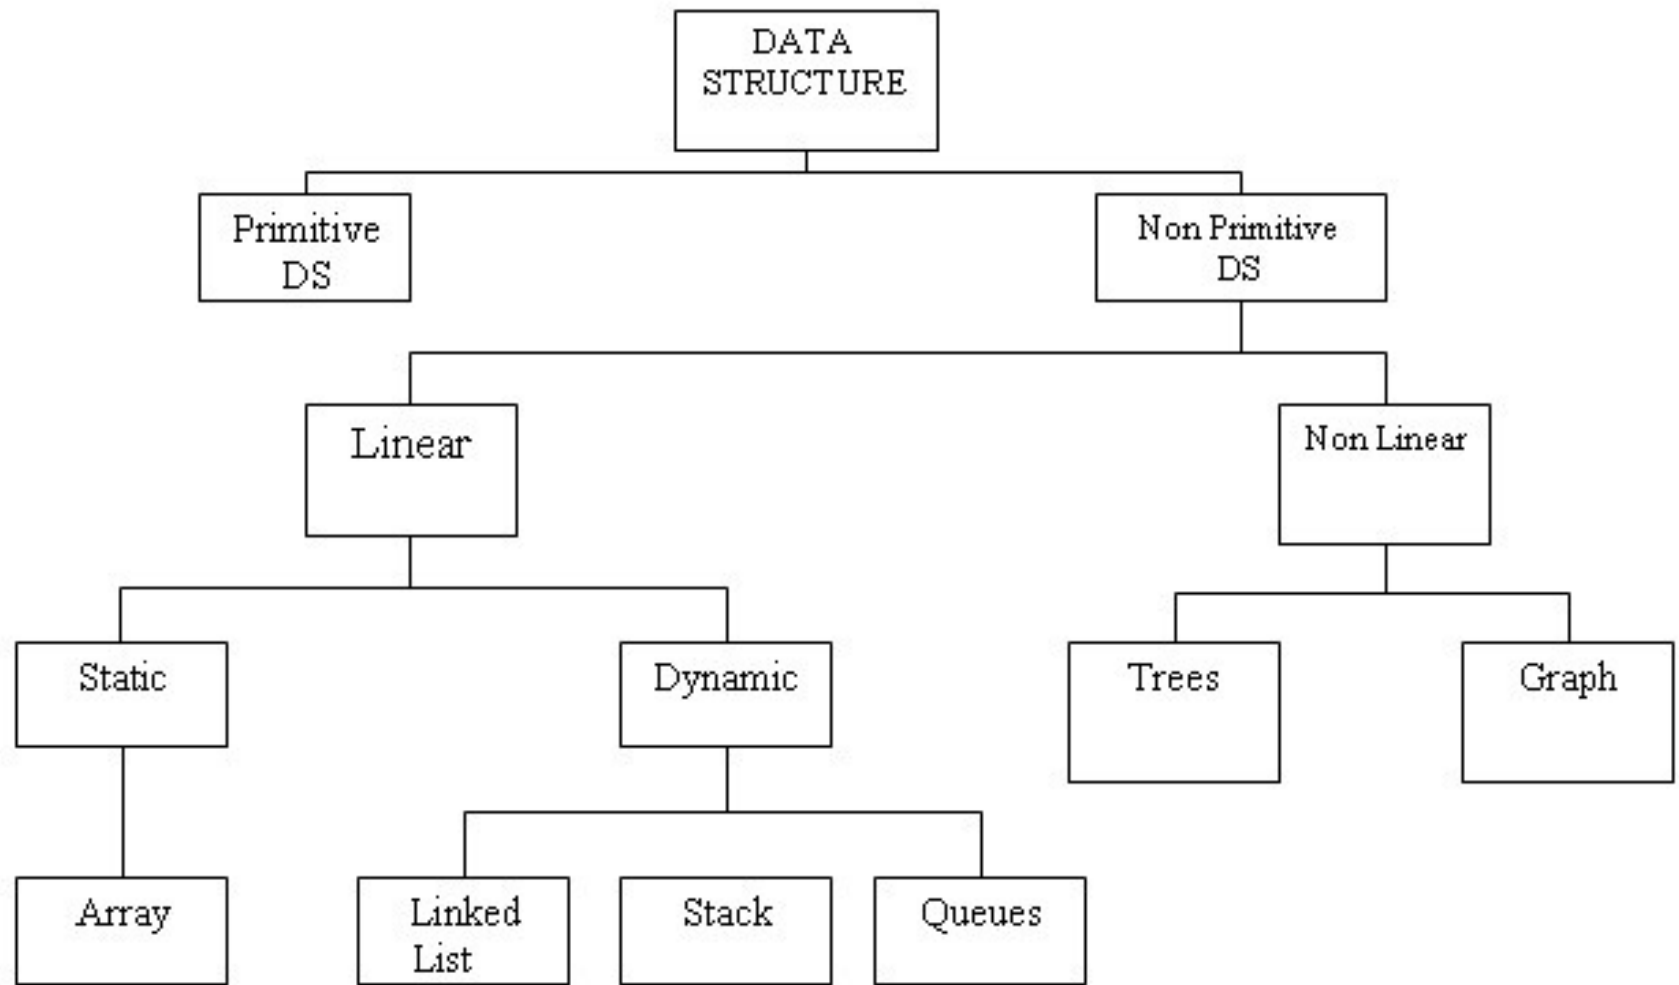 DATA
STRUCTURE
Primitive
DS
Non Primitive
DS
Linear
Non Linear
Static
Dynamic
Trees
Graph
Array
Linked
List
Stack
Queues